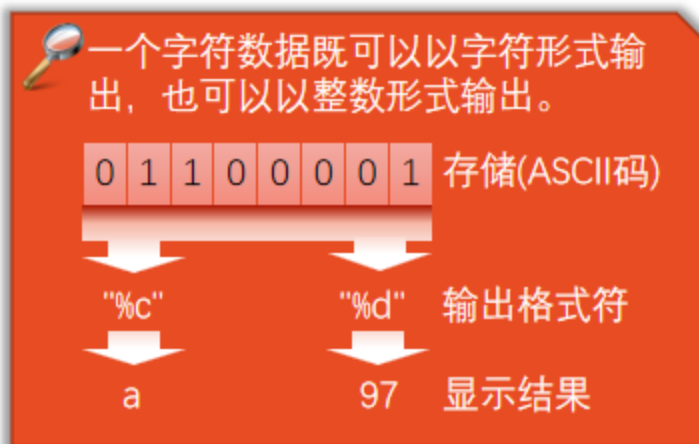 一个字符数据既可以以字符形式输
出，也可以以整数形式输出。
0 1 1 0 0 0 0 1 存储(ASCII码)
"%c" "%d" 输出格式符
a 97 显示结果